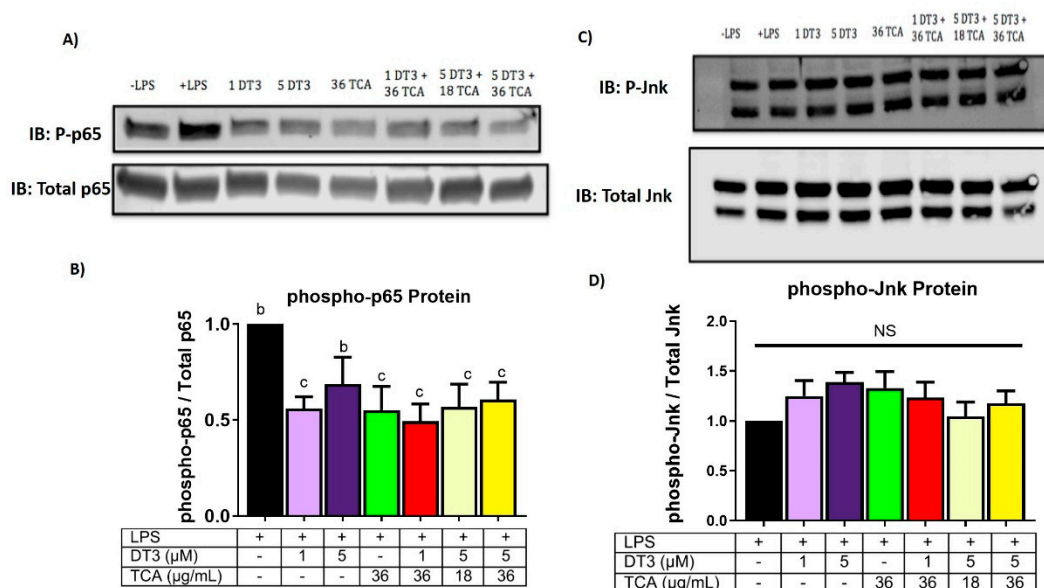 A)
-LPS +LPS 1 DT3 5 DT3 36 TCA 1 DT3 + 36 TCA 5 DT3 + 18 TCA 5 DT3 + 36 TCA
IB: P-p65
IB: Total p65
B)
phospho-p65 Protein
phospho-p65 / Total p65
1.0
0.5
0.0
b c b c c c c
LPS + + + + + + +
DT3 (µM) - 1 5 - 1 5 5
TCA (µg/mL) - - - 36 36 18 36
C)
-LPS +LPS 1 DT3 5 DT3 36 TCA 1 DT3 + 36 TCA 5 DT3 + 18 TCA 5 DT3 + 36 TCA
IB: P-Jnk
IB: Total Jnk
D)
phospho-Jnk Protein
phospho-Jnk / Total Jnk
2.0
1.5
1.0
0.5
0.0
NS
LPS + + + + + + +
DT3 (µM) - 1 5 - 1 5 5
TCA (µg/mL) - - - 36 36 18 36